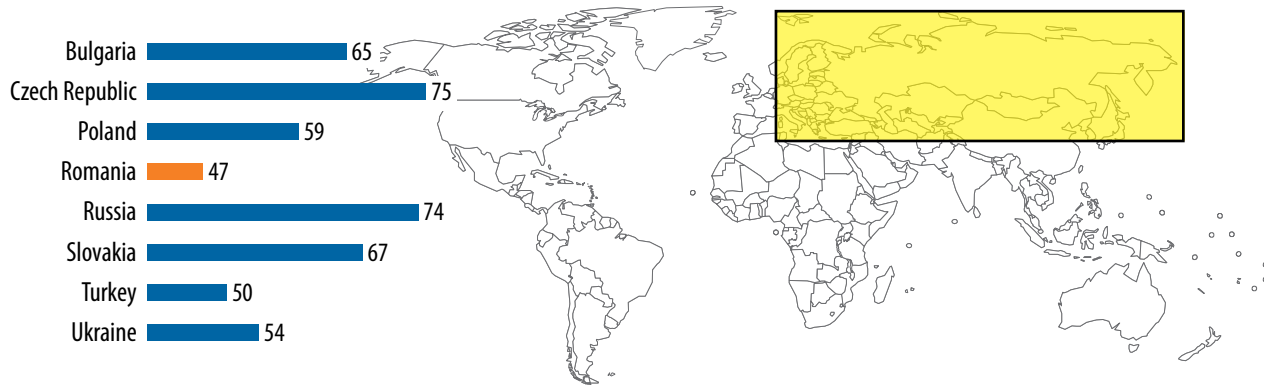 Bulgaria 65
Czech Republic 75
Poland 59
Romania 47
Russia 74
Slovakia 67
Turkey 50
Ukraine 54